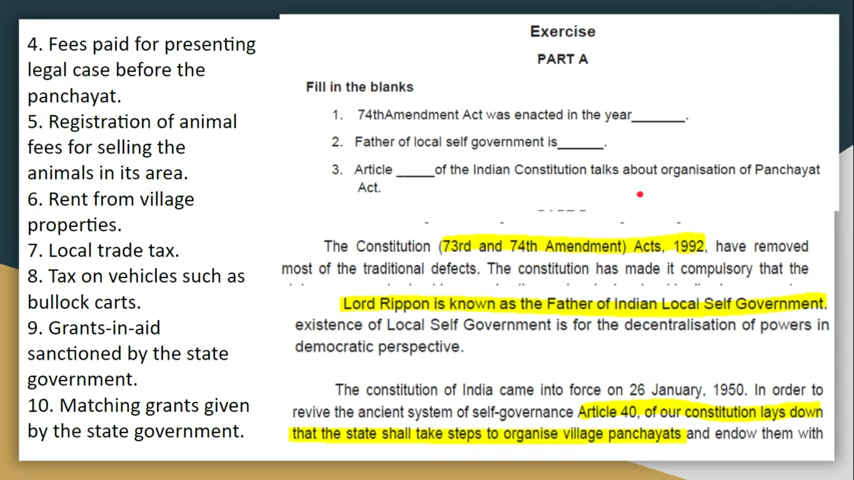 4. Fees paid for presenting
legal case before the
panchayat.
5. Registration of animal
fees for selling the
animals in its area.
6. Rent from village
properties.
7. Local trade tax.
8. Tax on vehicles such as
bullock carts.
9. Grants-in-aid
sanctioned by the state
government.
10. Matching grants given
by the state government.
Exercise
PART A
Fill in the blanks
1. 74thAmendment Act was enacted in the year_______.
2. Father of local self government is______.
3. Article _____of the Indian Constitution talks about organisation of Panchayat
Act.
The Constitution (73rd and 74th Amendment) Acts, 1992, have removed
most of the traditional defects. The constitution has made it compulsory that the
Lord Rippon is known as the Father of Indian Local Self Government.
existence of Local Self Government is for the decentralisation of powers in
democratic perspective.
The constitution of India came into force on 26 January, 1950. In order to
revive the ancient system of self-governance Article 40, of our constitution lays down
that the state shall take steps to organise village panchayats and endow them with